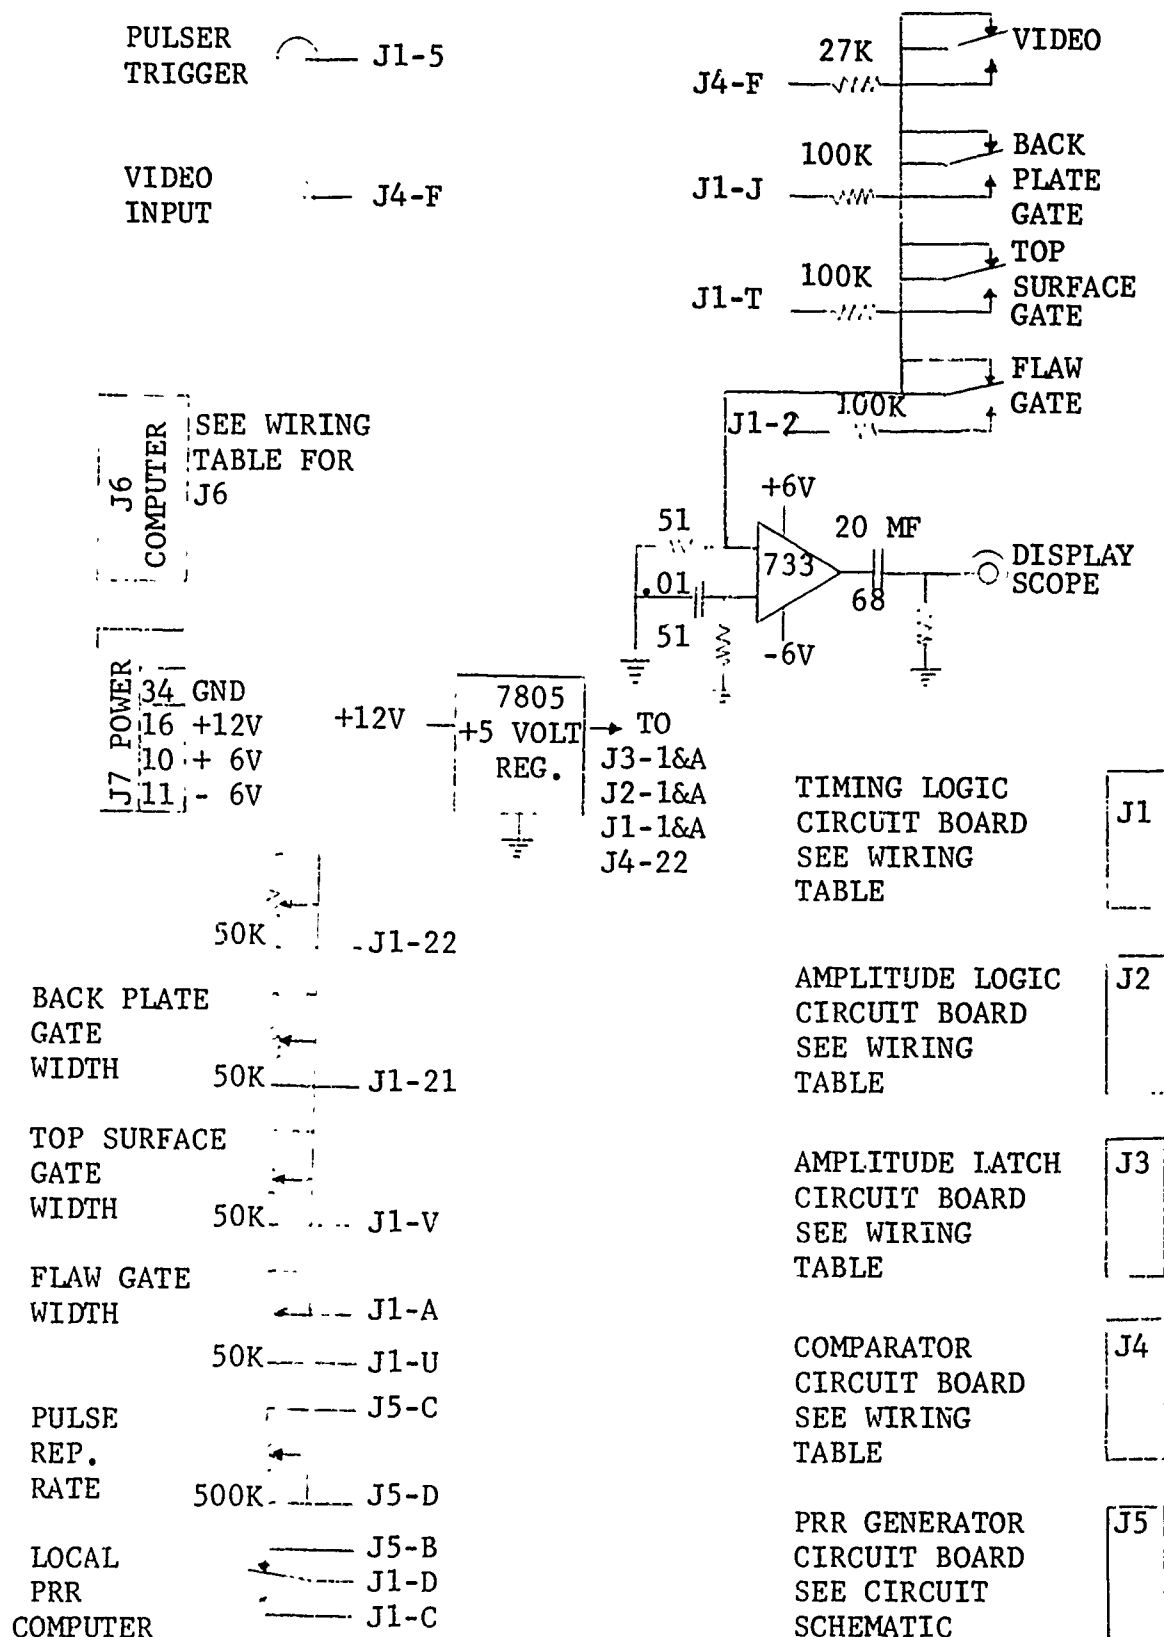 PULSER
TRIGGER
J1-5
VIDEO
INPUT
J4-F
27K
J4-F
VIDEO
100K
J1-J
BACK
PLATE
GATE
100K
J1-T
TOP
SURFACE
GATE
100K
J1-2
FLAW
GATE
J6
COMPUTER
SEE WIRING
TABLE FOR
J6
+6V
51
20 MF
733
.01
68
51
-6V
DISPLAY
SCOPE
J7 POWER
34 GND
16 +12V
10 + 6V
11 - 6V
+12V
7805
+5 VOLT
REG.
TO
J3-1&A
J2-1&A
J1-1&A
J4-22
50K
J1-22
BACK PLATE
GATE
WIDTH
50K
J1-21
TOP SURFACE
GATE
WIDTH
50K
J1-V
FLAW GATE
WIDTH
J1-A
50K
J1-U
PULSE
REP.
RATE
J5-C
500K
J5-D
LOCAL
PRR
COMPUTER
J5-B
J1-D
J1-C
TIMING LOGIC
CIRCUIT BOARD
SEE WIRING
TABLE
J1
AMPLITUDE LOGIC
CIRCUIT BOARD
SEE WIRING
TABLE
J2
AMPLITUDE LATCH
CIRCUIT BOARD
SEE WIRING
TABLE
J3
COMPARATOR
CIRCUIT BOARD
SEE WIRING
TABLE
J4
PRR GENERATOR
CIRCUIT BOARD
SEE CIRCUIT
SCHEMATIC
J5